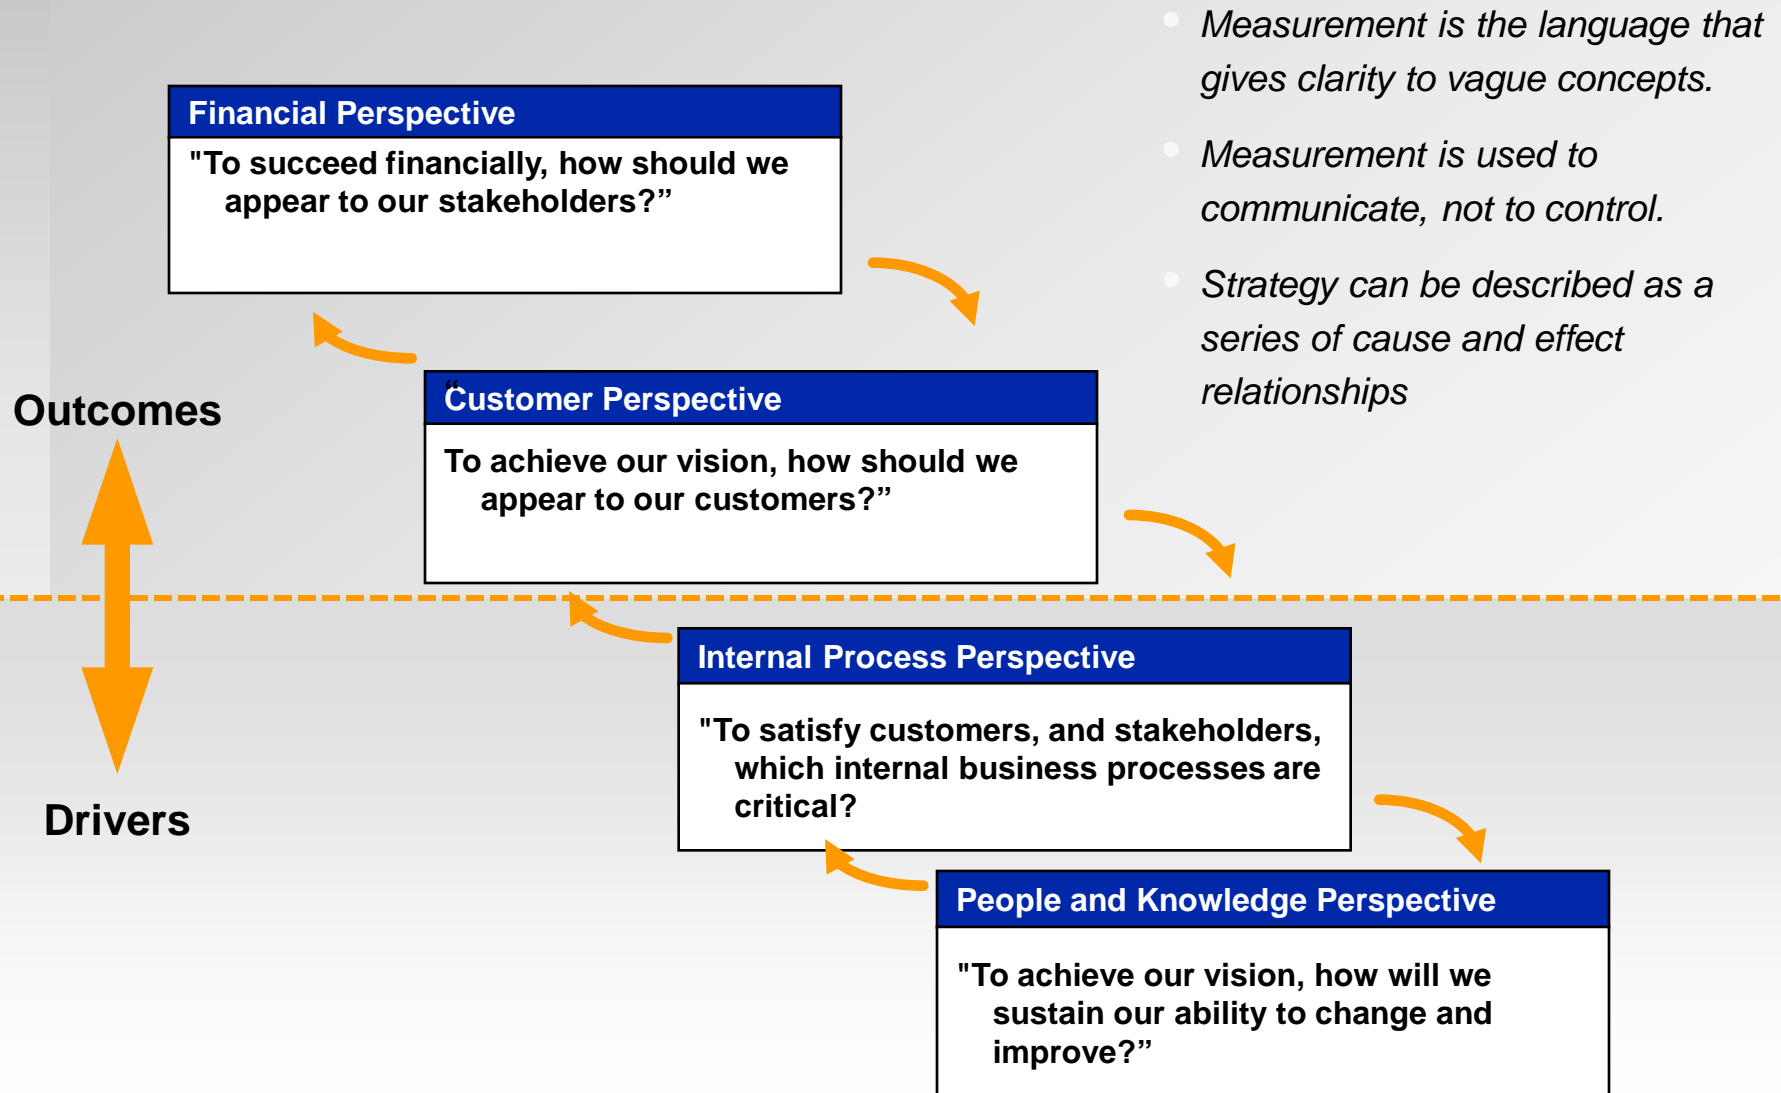 • Measurement is the language that
gives clarity to vague concepts.
• Measurement is used to
communicate, not to control.
• Strategy can be described as a
series of cause and effect
relationships
Financial Perspective
"To succeed financially, how should we
appear to our stakeholders?”
Outcomes
“
Customer Perspective
To achieve our vision, how should we
appear to our customers?”
Internal Process Perspective
"To satisfy customers, and stakeholders,
which internal business processes are
critical?
Drivers
People and Knowledge Perspective
"To achieve our vision, how will we
sustain our ability to change and
improve?”